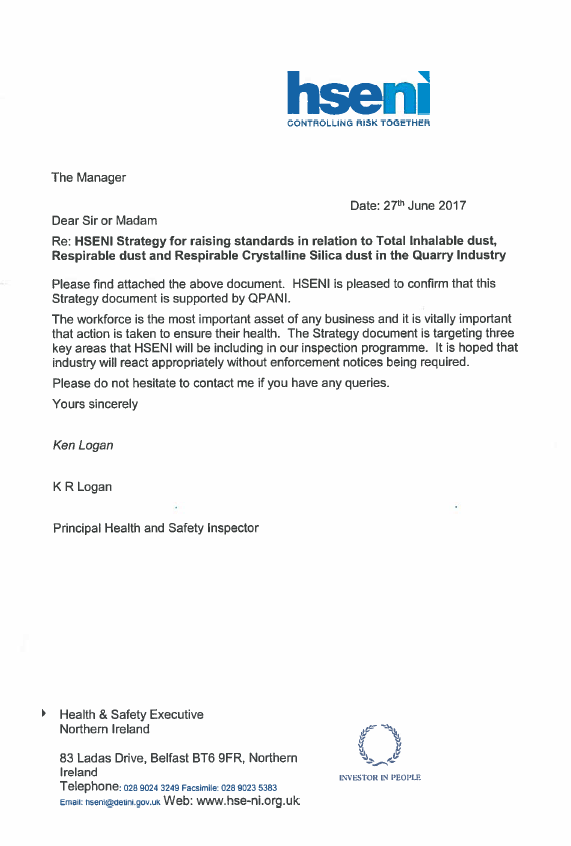 hseni
CONTROLLING RISK TOGETHER
The Manager
Date: 27th June 2017
Dear Sir or Madam
Re: HSENI Strategy for raising standards in relation to Total Inhalable dust,
Respirable dust and Respirable Crystalline Silica dust in the Quarry Industry
Please find attached the above document. HSENI is pleased to confirm that this
Strategy document is supported by QPANI.
The workforce is the most important asset of any business and it is vitally important
that action is taken to ensure their health. The Strategy document is targeting three
key areas that HSENI will be including in our inspection programme. It is hoped that
industry will react appropriately without enforcement notices being required.
Please do not hesitate to contact me if you have any queries.
Yours sincerely
Ken Logan
K R Logan
Principal Health and Safety Inspector
Health & Safety Executive
Northern Ireland
83 Ladas Drive, Belfast BT6 9FR, Northern
Ireland
Telephone: 028 9024 3249 Facsimile: 028 9023 5383
Email: hseni@detini.gov.uk Web: www.hse-ni.org.uk
INVESTOR IN PEOPLE